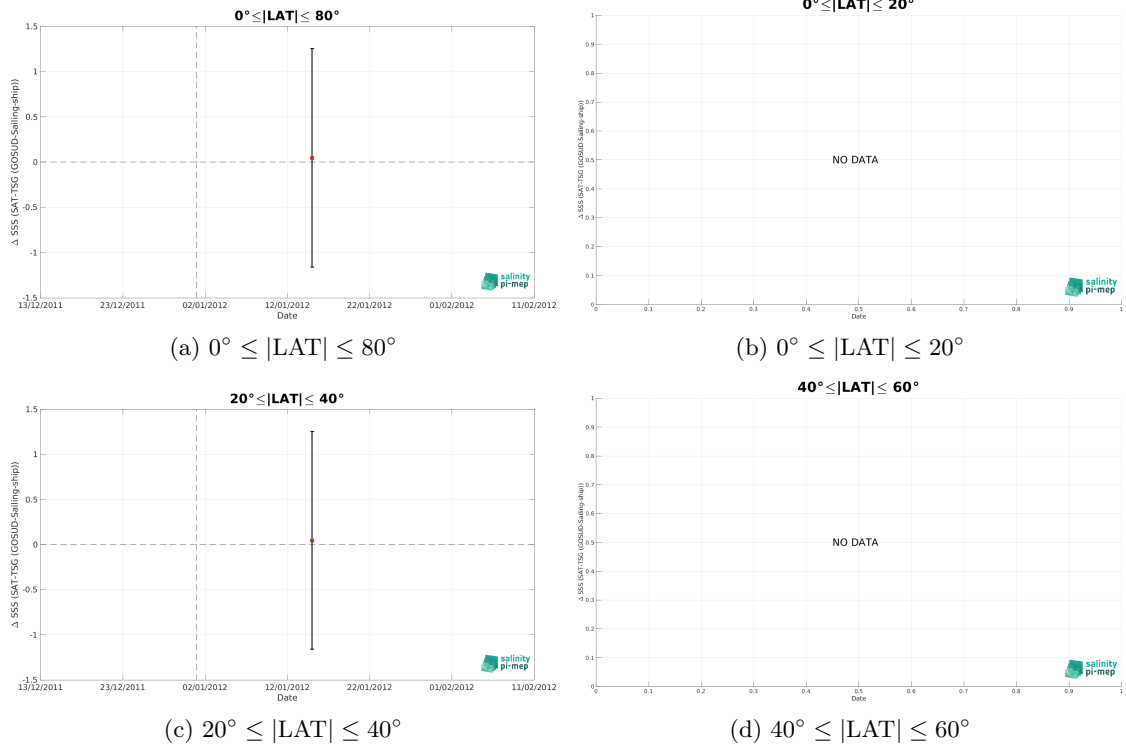 0°≤|LAT|≤ 80°
1.5
1
0.5
0
-0.5
-1
-1.5
Δ SSS (SAT-TSG (GOSUD-Sailing-ship))
13/12/2011 23/12/2011 02/01/2012 12/01/2012 22/01/2012 01/02/2012 11/02/2012
Date
salinity
pi-mep
(a) 0° ≤ |LAT| ≤ 80°
0°≤|LAT|≤ 20°
1
0.9
0.8
0.7
0.6
0.5
0.4
0.3
0.2
0.1
0
Δ SSS (SAT-TSG (GOSUD-Sailing-ship))
NO DATA
0 0.1 0.2 0.3 0.4 0.5 0.6 0.7 0.8 0.9 1
Date
salinity
pi-mep
(b) 0° ≤ |LAT| ≤ 20°
20°≤|LAT|≤ 40°
1.5
1
0.5
0
-0.5
-1
-1.5
Δ SSS (SAT-TSG (GOSUD-Sailing-ship))
13/12/2011 23/12/2011 02/01/2012 12/01/2012 22/01/2012 01/02/2012 11/02/2012
Date
salinity
pi-mep
(c) 20° ≤ |LAT| ≤ 40°
40°≤|LAT|≤ 60°
1
0.9
0.8
0.7
0.6
0.5
0.4
0.3
0.2
0.1
0
Δ SSS (SAT-TSG (GOSUD-Sailing-ship))
NO DATA
0 0.1 0.2 0.3 0.4 0.5 0.6 0.7 0.8 0.9 1
Date
salinity
pi-mep
(d) 40° ≤ |LAT| ≤ 60°